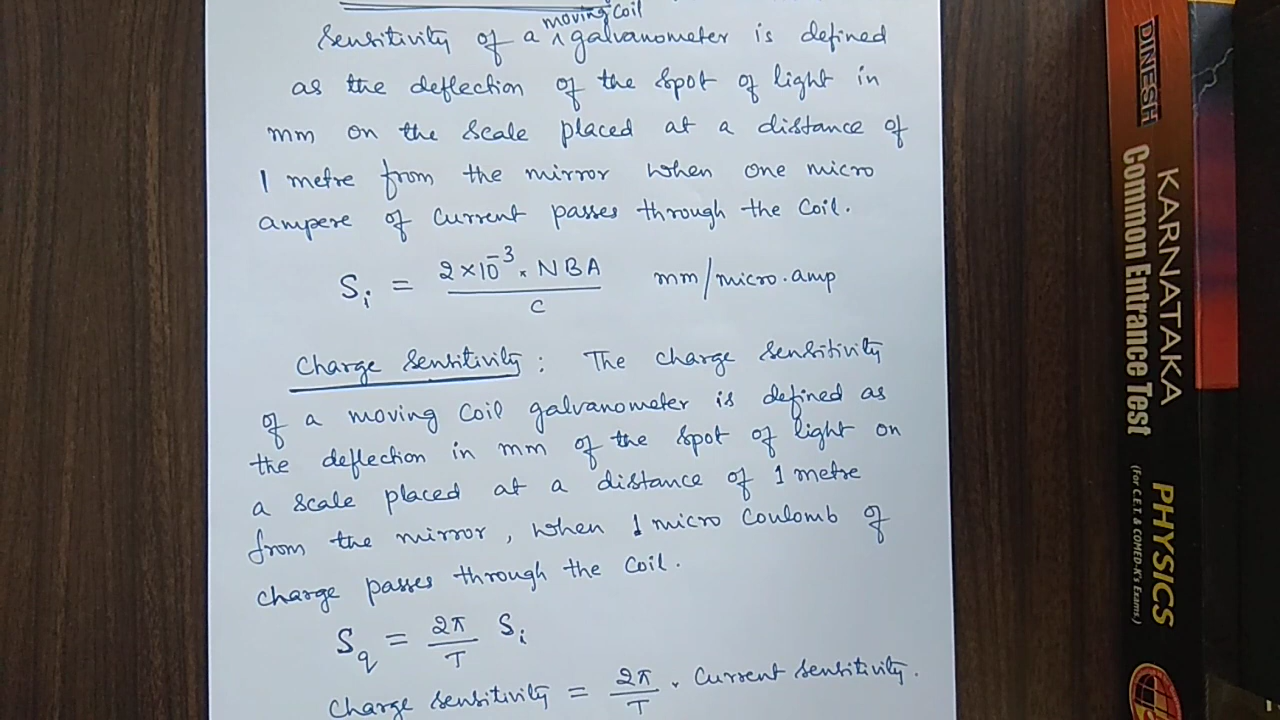 moving coil
Sensitivity of a ^ galvanometer is defined
as the deflection of the spot of light in
mm on the scale placed at a distance of
1 metre from the mirror when one micro
ampere of current passes through the coil.
Si = 2×10⁻³ × NBA / C mm/micro.amp
Charge Sensitivity : The charge sensitivity
of a moving coil galvanometer is defined as
the deflection in mm of the spot of light on
a scale placed at a distance of 1 metre
from the mirror, when 1 micro coulomb of
charge passes through the coil.
Sq = 2π/T Si
Charge sensitivity = 2π/T × Current sensitivity.
DINESH
KARNATAKA
Common Entrance Test
(For C.E.T. & COMED-K's Exams.)
PHYSICS